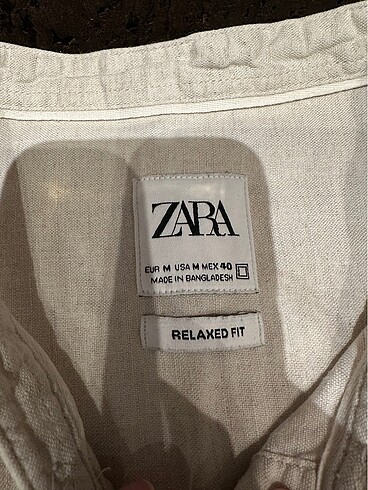 ZARA
EUR M USA M MEX 40
MADE IN BANGLADESH
RELAXED FIT